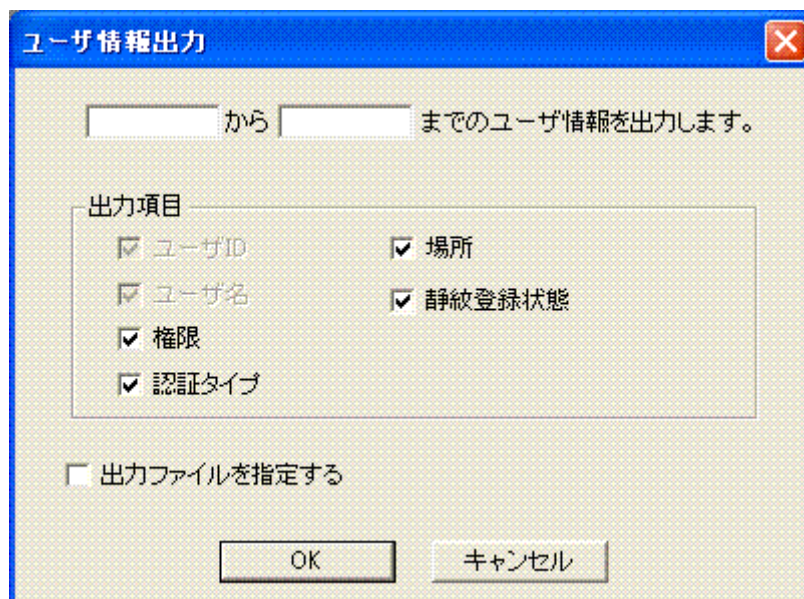 ユーザ情報出力
から までのユーザ情報を出力します。
出力項目
ユーザID
場所
ユーザ名
静紋登録状態
権限
認証タイプ
出力ファイルを指定する
OK キャンセル